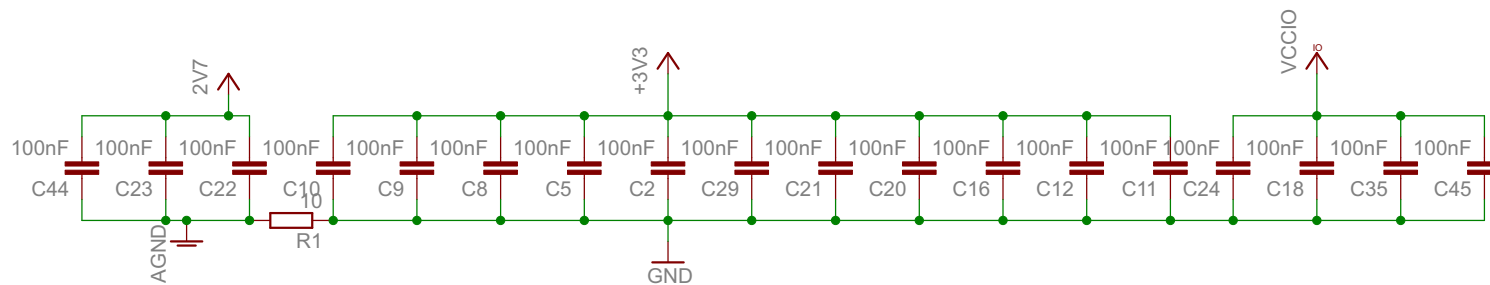 2V7
+3V3
VCCIO
IO
100nF 100nF 100nF 100nF 100nF 100nF 100nF 100nF 100nF 100nF 100nF 100nF 100nF 100nF 100nF 100nF 100nF 100nF
C44 C23 C22 C10 C9 C8 C5 C2 C29 C21 C20 C16 C12 C11 C24 C18 C35 C45
10
R1
AGND
GND